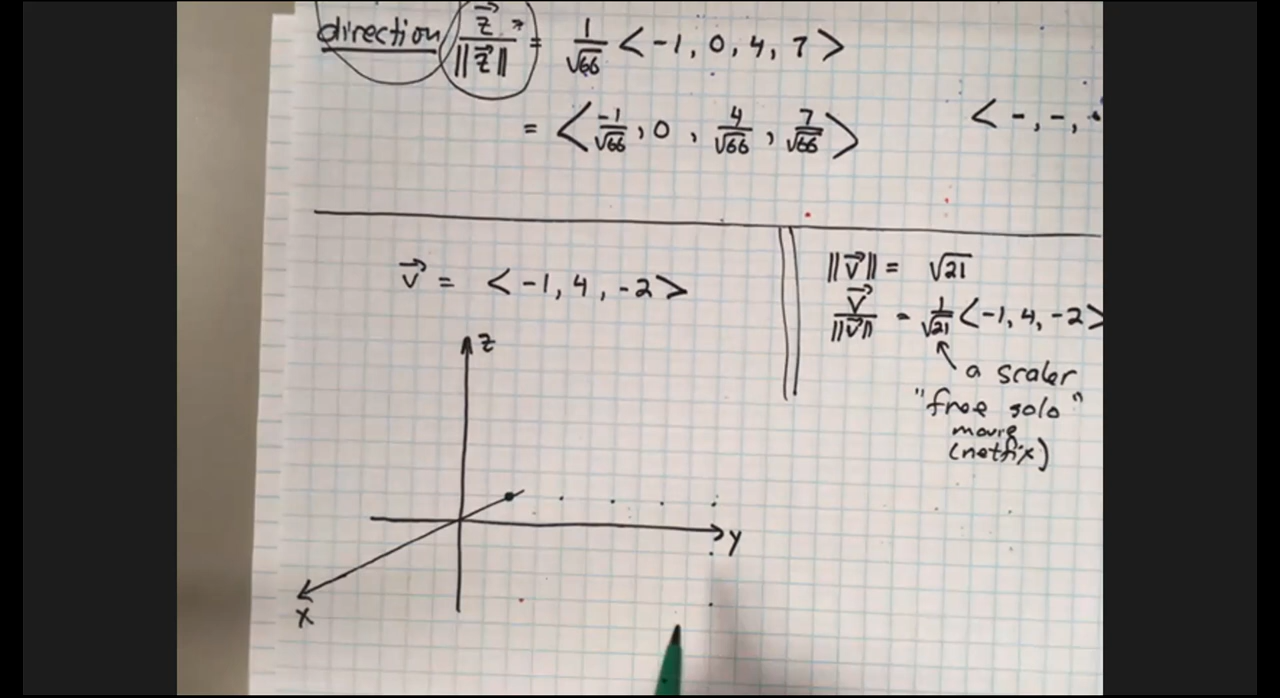 direction z⃗ / ||z⃗|| = 1/√66 < -1, 0, 4, 7 >
= < -1/√66, 0, 4/√66, 7/√66 >
< -, -, 
v⃗ = < -1, 4, -2 >
||v⃗|| = √21
v⃗ / ||v⃗|| = 1/√21 < -1, 4, -2 >
a scaler
"free solo"
movie
(netfix)
z
y
x